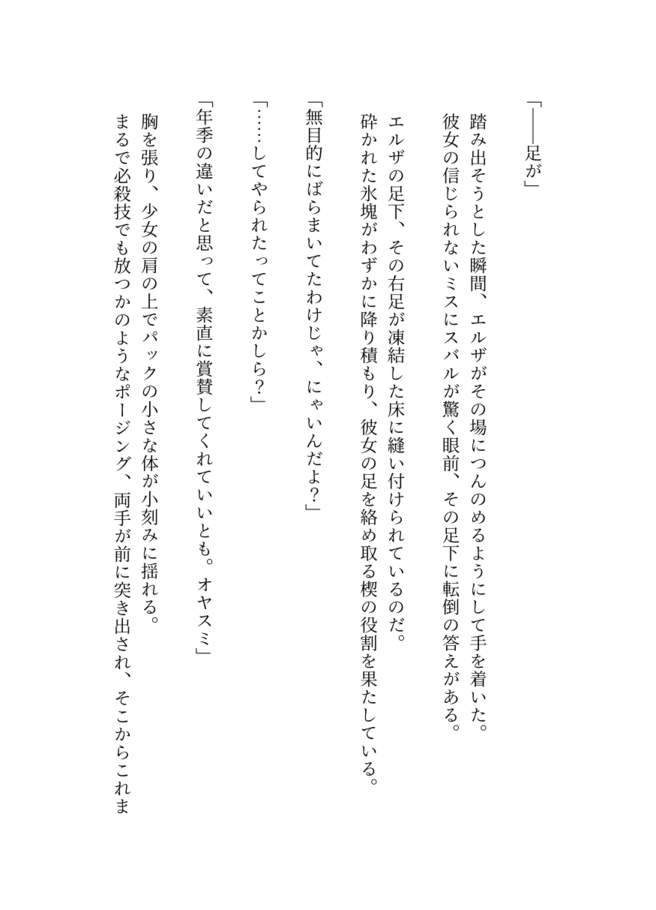 「――足が」
踏み出そうとした瞬間、エルザがその場につんのめるようにして手を着いた。
彼女の信じられないミスにスバルが驚く眼前、その足下に転倒の答えがある。
エルザの足下、その右足が凍結した床に縫い付けられているのだ。
砕かれた氷塊がわずかに降り積もり、彼女の足を絡め取る楔の役割を果たしている。
「無目的にばらまいてたわけじゃ、にゃいんだよ？」
「……してやられたってことかしら？」
「年季の違いだと思って、素直に賞賛してくれていいとも。オヤスミ」
胸を張り、少女の肩の上でパックの小さな体が小刻みに揺れる。
まるで必殺技でも放つかのようなポージング、両手が前に突き出され、そこからこれま